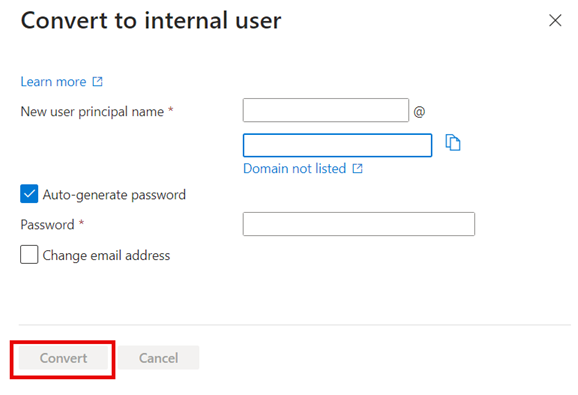 Convert to internal user
Learn more
New user principal name * @
Domain not listed
Auto-generate password
Password *
Change email address
Convert Cancel